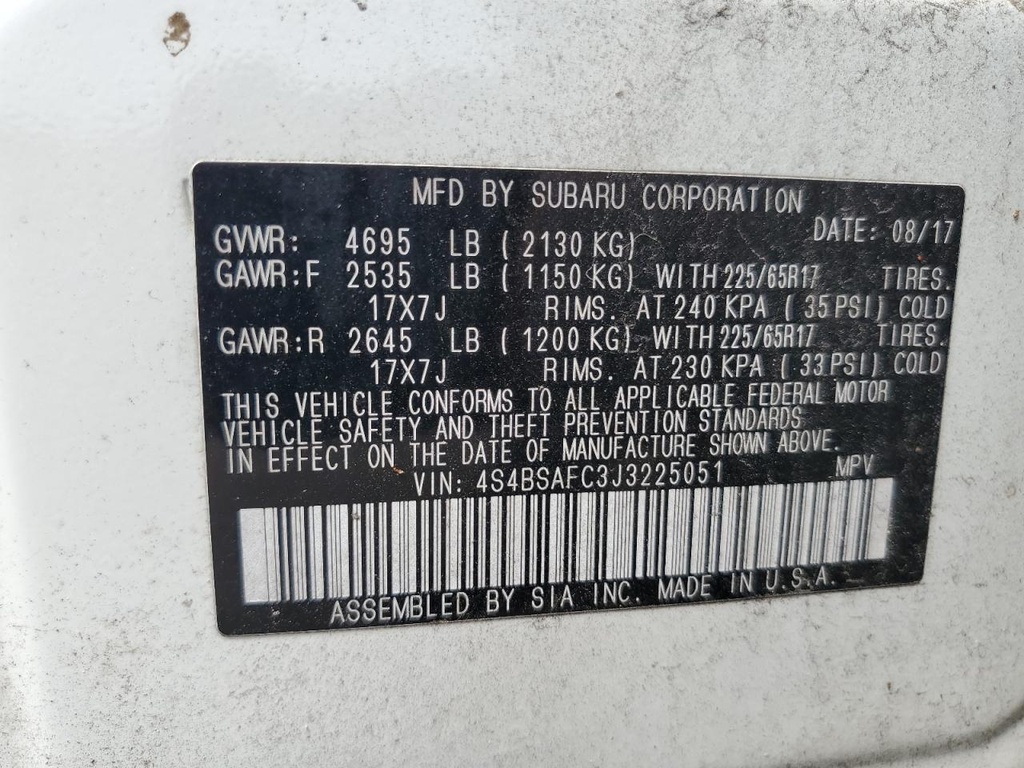 MFD BY SUBARU CORPORATION
DATE: 08/17
GVWR: 4695 LB (2130 KG)
GAWR:F 2535 LB (1150 KG) WITH 225/65R17 TIRES.
17X7J RIMS. AT 240 KPA (35 PSI) COLD
GAWR:R 2645 LB (1200 KG) WITH 225/65R17 TIRES.
17X7J RIMS. AT 230 KPA (33 PSI) COLD
THIS VEHICLE CONFORMS TO ALL APPLICABLE FEDERAL MOTOR
VEHICLE SAFETY AND THEFT PREVENTION STANDARDS
IN EFFECT ON THE DATE OF MANUFACTURE SHOWN ABOVE.
VIN: 4S4BSAFC3J3225051 MPV
ASSEMBLED BY SIA INC. MADE IN U.S.A.